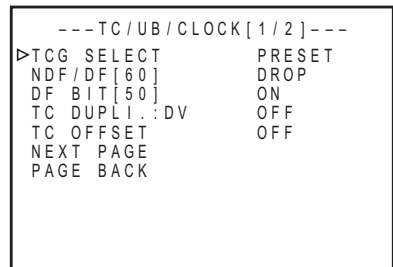 ---TC/UB/CLOCK[1/2]---
▷TCG SELECT PRESET
NDF/DF[60] DROP
DF BIT[50] ON
TC DUPLI.:DV OFF
TC OFFSET OFF
NEXT PAGE
PAGE BACK